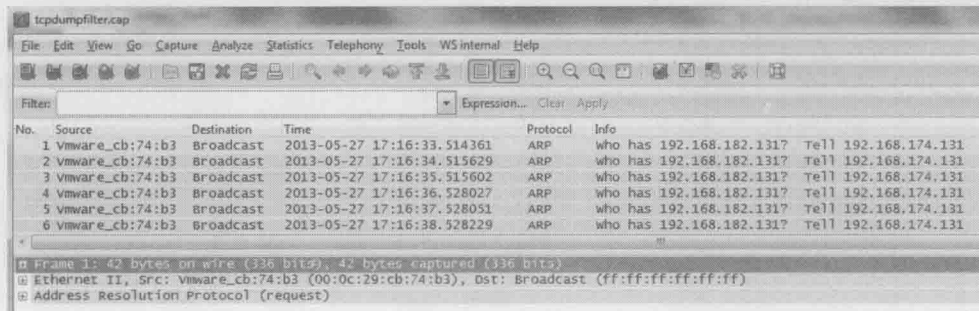 tcpdumpfilter.cap
File Edit View Go Capture Analyze Statistics Telephony Tools WS internal Help
Filter: Expression... Clear Apply
No. Source Destination Time Protocol Info
1 Vmware_cb:74:b3 Broadcast 2013-05-27 17:16:33.514361 ARP who has 192.168.182.131? Tell 192.168.174.131
2 Vmware_cb:74:b3 Broadcast 2013-05-27 17:16:34.515629 ARP who has 192.168.182.131? Tell 192.168.174.131
3 Vmware_cb:74:b3 Broadcast 2013-05-27 17:16:35.515602 ARP who has 192.168.182.131? Tell 192.168.174.131
4 Vmware_cb:74:b3 Broadcast 2013-05-27 17:16:36.528027 ARP who has 192.168.182.131? Tell 192.168.174.131
5 Vmware_cb:74:b3 Broadcast 2013-05-27 17:16:37.528051 ARP who has 192.168.182.131? Tell 192.168.174.131
6 Vmware_cb:74:b3 Broadcast 2013-05-27 17:16:38.528229 ARP who has 192.168.182.131? Tell 192.168.174.131
Frame 1: 42 bytes on wire (336 bits), 42 bytes captured (336 bits)
Ethernet II, Src: Vmware_cb:74:b3 (00:0c:29:cb:74:b3), Dst: Broadcast (ff:ff:ff:ff:ff:ff)
Address Resolution Protocol (request)